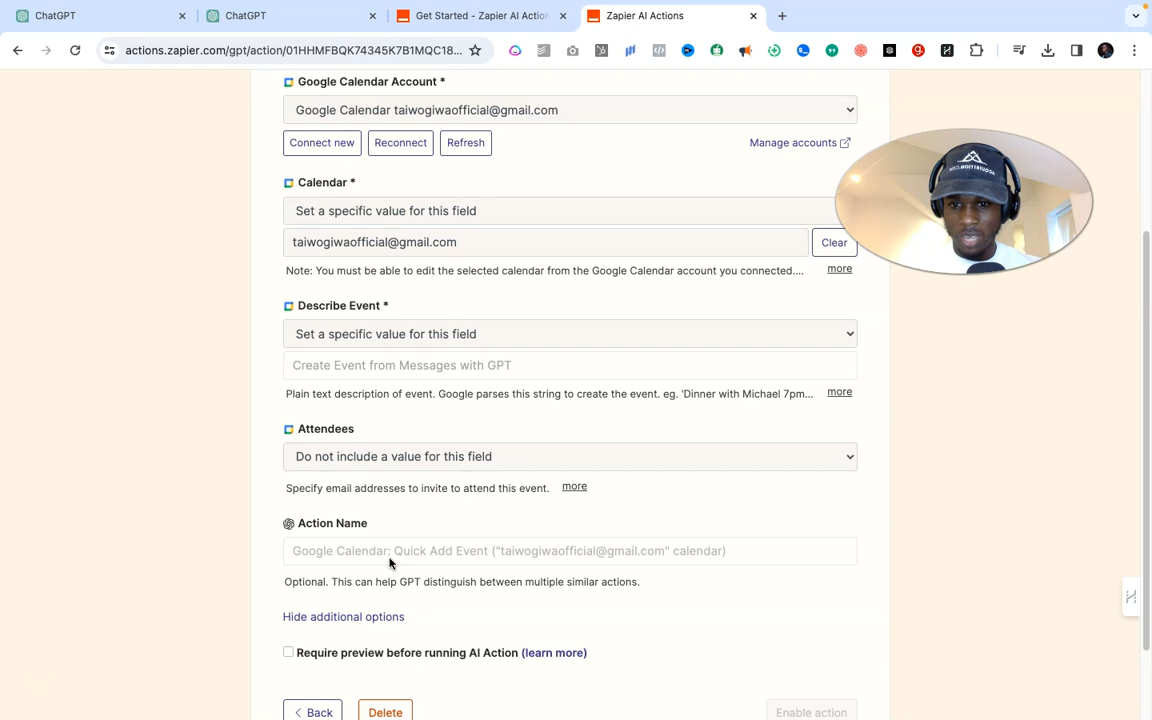 ChatGPT
ChatGPT
Get Started - Zapier AI Action
Zapier AI Actions
actions.zapier.com/gpt/action/01HHMFBQK74345K7B1MQC18...
Google Calendar Account *
Google Calendar taiwogiwaofficial@gmail.com
Connect new
Reconnect
Refresh
Manage accounts
Calendar *
Set a specific value for this field
taiwogiwaofficial@gmail.com
Clear
Note: You must be able to edit the selected calendar from the Google Calendar account you connected....
more
Describe Event *
Set a specific value for this field
Create Event from Messages with GPT
Plain text description of event. Google parses this string to create the event. eg. 'Dinner with Michael 7pm...
more
Attendees
Do not include a value for this field
Specify email addresses to invite to attend this event.
more
Action Name
Google Calendar: Quick Add Event ("taiwogiwaofficial@gmail.com" calendar)
Optional. This can help GPT distinguish between multiple similar actions.
Hide additional options
Require preview before running AI Action (learn more)
Back
Delete
Enable action